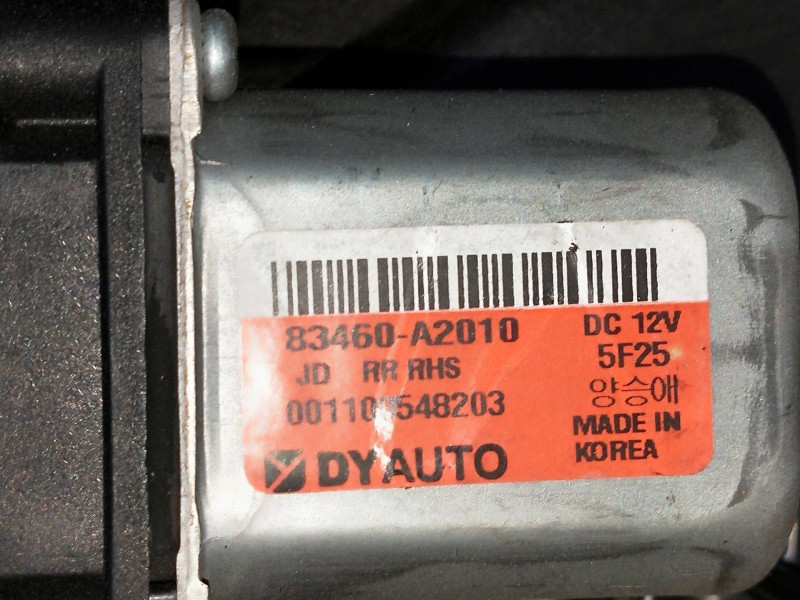 83460-A2010
DC 12V
JD RR RHS
5F25
양승애
MADE IN
KOREA
DYAUTO